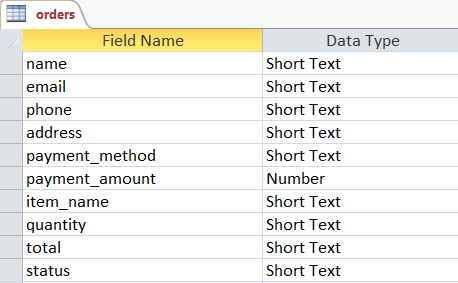 orders
Field Name Data Type
name Short Text
email Short Text
phone Short Text
address Short Text
payment_method Short Text
payment_amount Number
item_name Short Text
quantity Short Text
total Short Text
status Short Text